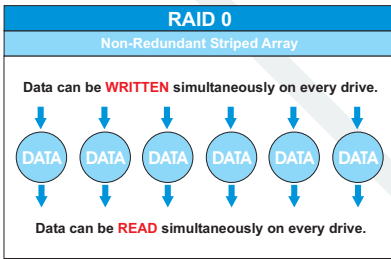 RAID 0
Non-Redundant Striped Array
Data can be WRITTEN simultaneously on every drive.
DATA DATA DATA DATA DATA DATA
Data can be READ simultaneously on every drive.